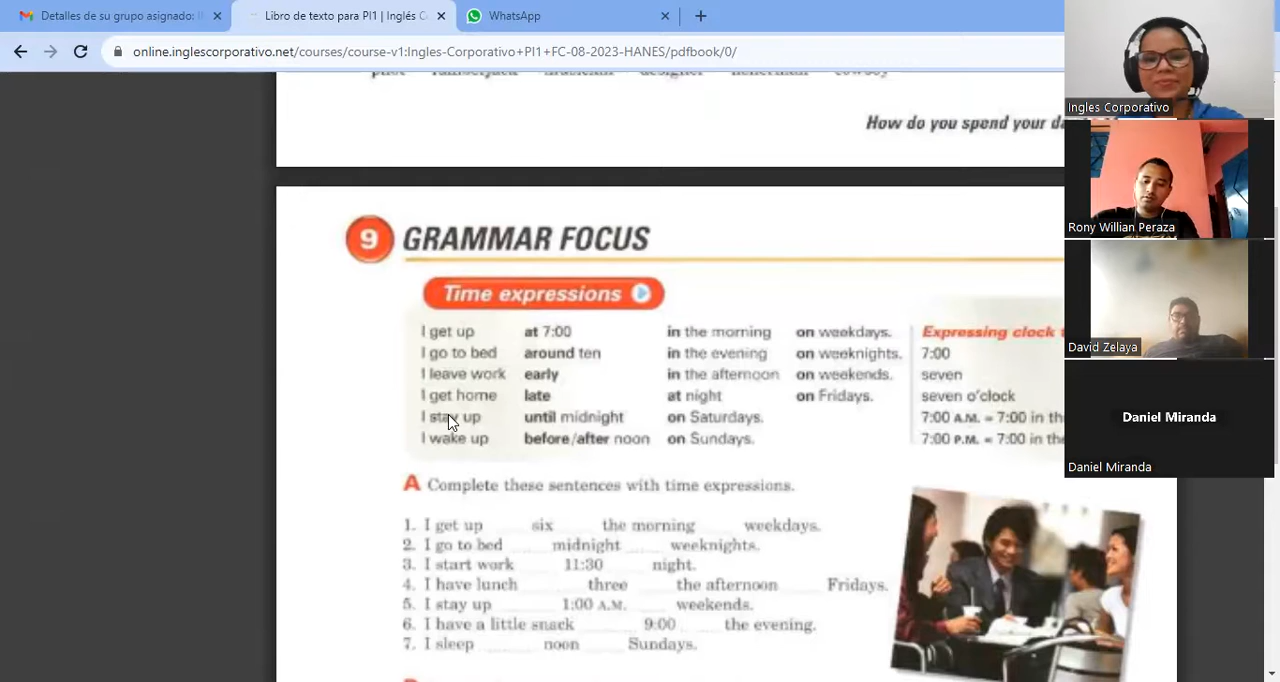 Detalles de su grupo asignado: I
Libro de texto para PI1 | Inglés C
WhatsApp
online.inglescorporativo.net/courses/course-v1:Ingles-Corporativo+PI1+FC-08-2023-HANES/pdfbook/0/
How do you spend your da
9 GRAMMAR FOCUS
Time expressions
I get up at 7:00 in the morning on weekdays.
I go to bed around ten in the evening on weeknights.
I leave work early in the afternoon on weekends.
I get home late at night on Fridays.
I stay up until midnight on Saturdays.
I wake up before/after noon on Sundays.
Expressing clock t
7:00
seven
seven o'clock
7:00 A.M. = 7:00 in th
7:00 P.M. = 7:00 in the
A Complete these sentences with time expressions.
1. I get up six the morning weekdays.
2. I go to bed midnight weeknights.
3. I start work 11:30 night.
4. I have lunch three the afternoon Fridays.
5. I stay up 1:00 A.M. weekends.
6. I have a little snack 9:00 the evening.
7. I sleep noon Sundays.
Ingles Corporativo
Rony Willian Peraza
David Zelaya
Daniel Miranda
Daniel Miranda